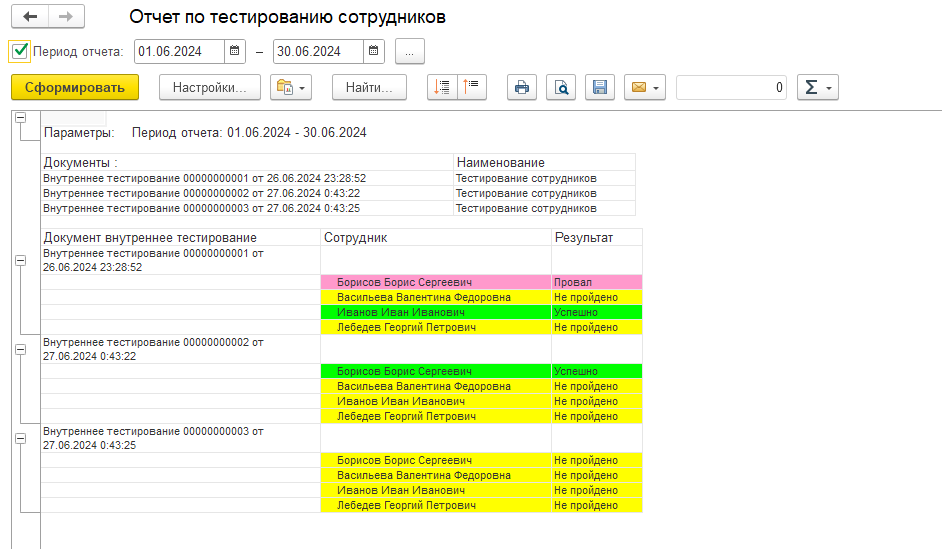 Отчет по тестированию сотрудников
Период отчета: 01.06.2024 – 30.06.2024 ...
Сформировать Настройки... Найти... 0 Σ
Параметры: Период отчета: 01.06.2024 - 30.06.2024
Документы : Наименование
Внутреннее тестирование 00000000001 от 26.06.2024 23:28:52 Тестирование сотрудников
Внутреннее тестирование 00000000002 от 27.06.2024 0:43:22 Тестирование сотрудников
Внутреннее тестирование 00000000003 от 27.06.2024 0:43:25 Тестирование сотрудников
Документ внутреннее тестирование Сотрудник Результат
Внутреннее тестирование 00000000001 от
26.06.2024 23:28:52
Борисов Борис Сергеевич Провал
Васильева Валентина Федоровна Не пройдено
Иванов Иван Иванович Успешно
Лебедев Георгий Петрович Не пройдено
Внутреннее тестирование 00000000002 от
27.06.2024 0:43:22
Борисов Борис Сергеевич Успешно
Васильева Валентина Федоровна Не пройдено
Иванов Иван Иванович Не пройдено
Лебедев Георгий Петрович Не пройдено
Внутреннее тестирование 00000000003 от
27.06.2024 0:43:25
Борисов Борис Сергеевич Не пройдено
Васильева Валентина Федоровна Не пройдено
Иванов Иван Иванович Не пройдено
Лебедев Георгий Петрович Не пройдено